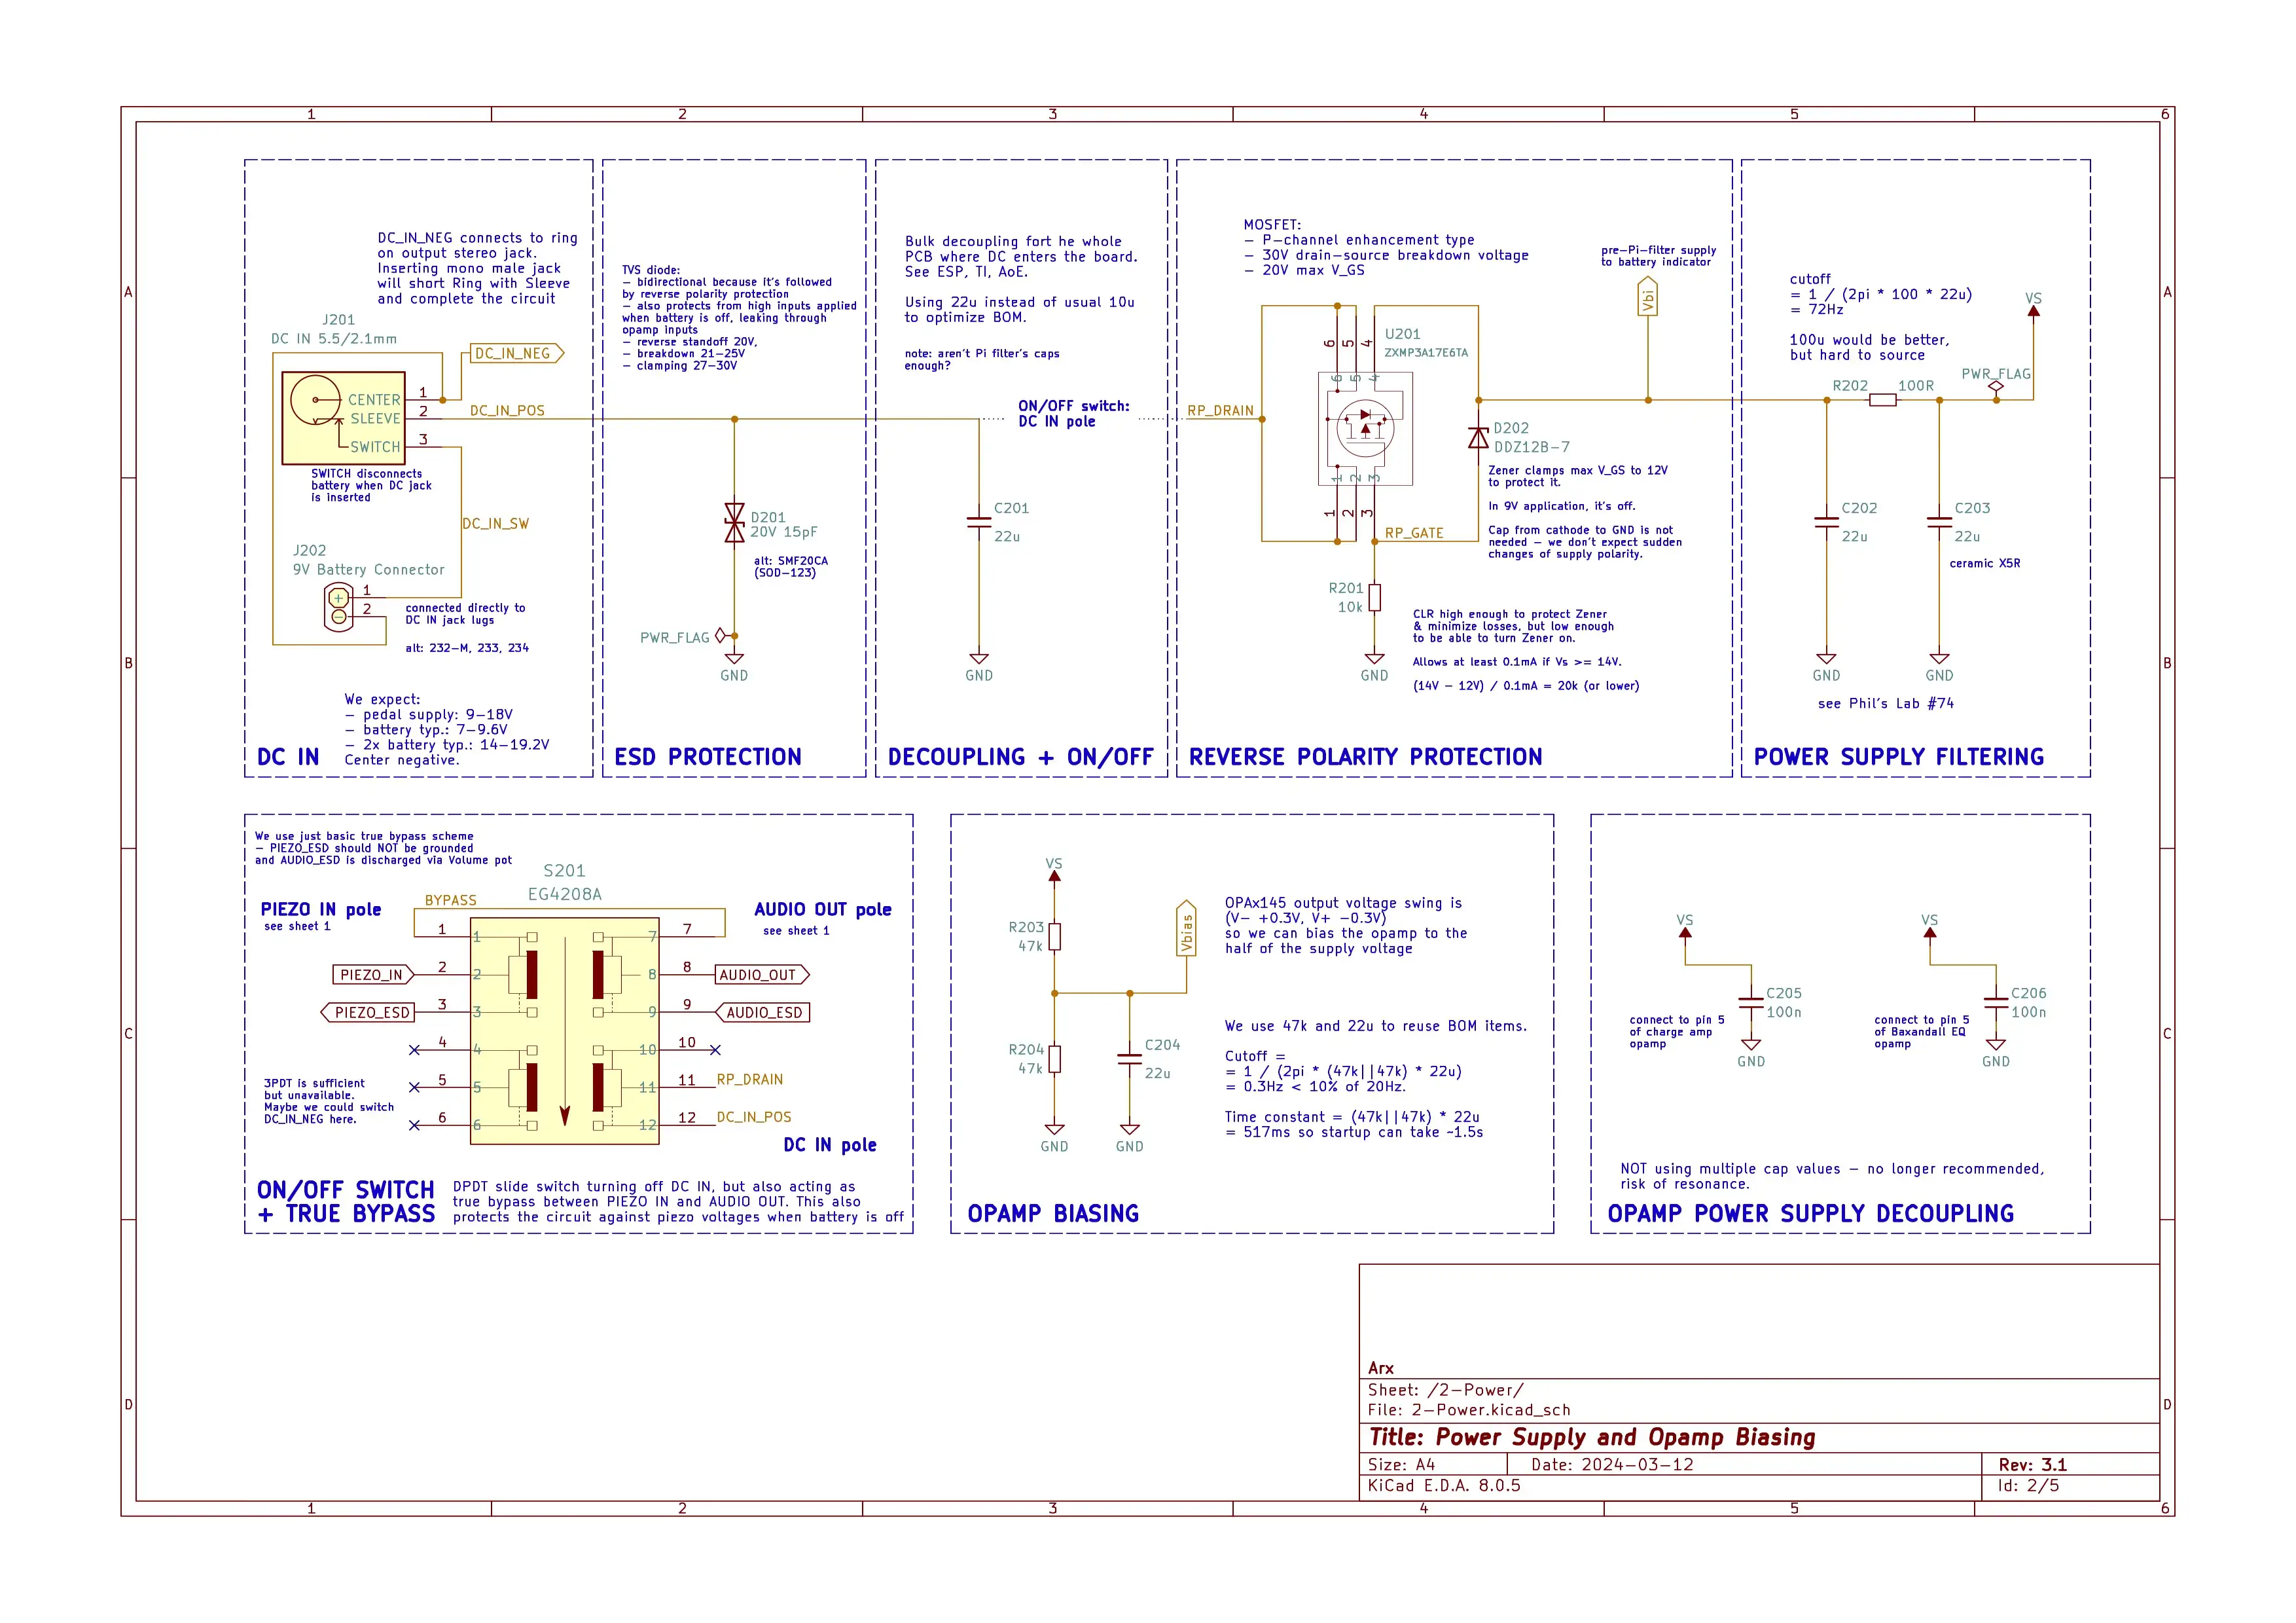 1 2 3 4 5 6
A
B
C
D
DC_IN_NEG connects to ring
on output stereo jack.
Inserting mono male jack
will short Ring with Sleeve
and complete the circuit
J201
DC IN 5.5/2.1mm
DC_IN_NEG
CENTER 1
SLEEVE 2
SWITCH 3
DC_IN_POS
SWITCH disconnects
battery when DC jack
is inserted
DC_IN_SW
J202
9V Battery Connector
+ 1
- 2
connected directly to
DC IN jack lugs
alt: 232-M, 233, 234
We expect:
- pedal supply: 9-18V
- battery typ.: 7-9.6V
- 2x battery typ.: 14-19.2V
Center negative.
DC IN
TVS diode:
- bidirectional because it's followed
by reverse polarity protection
- also protects from high inputs applied
when battery is off, leaking through
opamp inputs
- reverse standoff 20V,
- breakdown 21-25V
- clamping 27-30V
D201
20V 15pF
alt: SMF20CA
(SOD-123)
PWR_FLAG
GND
ESD PROTECTION
Bulk decoupling fort he whole
PCB where DC enters the board.
See ESP, TI, AoE.
Using 22u instead of usual 10u
to optimize BOM.
note: aren't Pi filter's caps
enough?
ON/OFF switch:
DC IN pole
C201
22u
GND
DECOUPLING + ON/OFF
MOSFET:
- P-channel enhancement type
- 30V drain-source breakdown voltage
- 20V max V_GS
pre-Pi-filter supply
to battery indicator
Vbi
RP_DRAIN
6 5 4
U201
ZXMP3A17E6TA
6 5 4
1 2 3
1 2 3
RP_GATE
D202
DDZ12B-7
Zener clamps max V_GS to 12V
to protect it.
In 9V application, it's off.
Cap from cathode to GND is not
needed - we don't expect sudden
changes of supply polarity.
R201
10k
CLR high enough to protect Zener
& minimize losses, but low enough
to be able to turn Zener on.
Allows at least 0.1mA if Vs >= 14V.
(14V - 12V) / 0.1mA = 20k (or lower)
GND
REVERSE POLARITY PROTECTION
cutoff
= 1 / (2pi * 100 * 22u)
= 72Hz
100u would be better,
but hard to source
VS
PWR_FLAG
R202 100R
C202
22u
C203
22u
ceramic X5R
GND
GND
see Phil's Lab #74
POWER SUPPLY FILTERING
We use just basic true bypass scheme
- PIEZO_ESD should NOT be grounded
and AUDIO_ESD is discharged via Volume pot
S201
EG4208A
BYPASS
PIEZO IN pole
see sheet 1
AUDIO OUT pole
see sheet 1
1 1 7 7
PIEZO_IN 2 2 8 8 AUDIO_OUT
PIEZO_ESD 3 3 9 9 AUDIO_ESD
4 4 10 10
5 5 11 11 RP_DRAIN
6 6 12 12 DC_IN_POS
3PDT is sufficient
but unavailable.
Maybe we could switch
DC_IN_NEG here.
DC IN pole
ON/OFF SWITCH
+ TRUE BYPASS
DPDT slide switch turning off DC IN, but also acting as
true bypass between PIEZO IN and AUDIO OUT. This also
protects the circuit against piezo voltages when battery is off
VS
R203
47k
Vbias
R204
47k
C204
22u
GND
GND
OPAx145 output voltage swing is
(V- +0.3V, V+ -0.3V)
so we can bias the opamp to the
half of the supply voltage
We use 47k and 22u to reuse BOM items.
Cutoff =
= 1 / (2pi * (47k||47k) * 22u)
= 0.3Hz < 10% of 20Hz.
Time constant = (47k||47k) * 22u
= 517ms so startup can take ~1.5s
OPAMP BIASING
VS
C205
100n
connect to pin 5
of charge amp
opamp
GND
VS
C206
100n
connect to pin 5
of Baxandall EQ
opamp
GND
NOT using multiple cap values - no longer recommended,
risk of resonance.
OPAMP POWER SUPPLY DECOUPLING
Arx
Sheet: /2-Power/
File: 2-Power.kicad_sch
Title: Power Supply and Opamp Biasing
Size: A4 Date: 2024-03-12 Rev: 3.1
KiCad E.D.A. 8.0.5 Id: 2/5
A
B
C
D
1 2 3 4 5 6